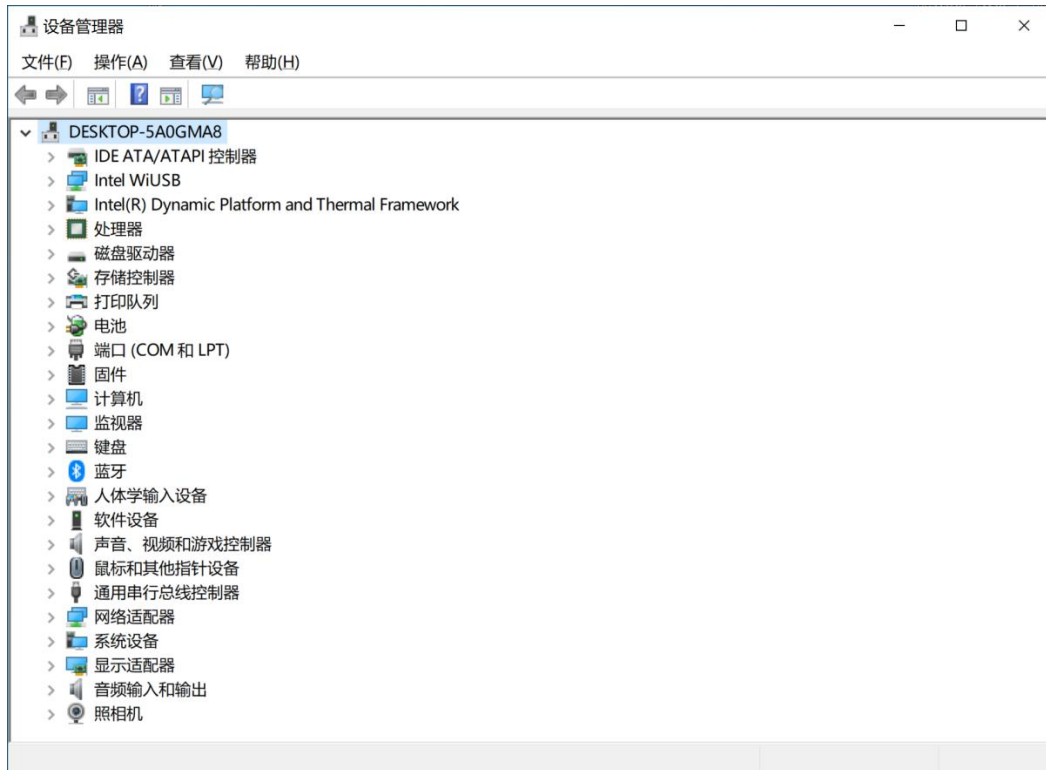 设备管理器
文件(F) 操作(A) 查看(V) 帮助(H)
DESKTOP-5A0GMA8
IDE ATA/ATAPI 控制器
Intel WiUSB
Intel(R) Dynamic Platform and Thermal Framework
处理器
磁盘驱动器
存储控制器
打印队列
电池
端口 (COM 和 LPT)
固件
计算机
监视器
键盘
蓝牙
人体学输入设备
软件设备
声音、视频和游戏控制器
鼠标和其他指针设备
通用串行总线控制器
网络适配器
系统设备
显示适配器
音频输入和输出
照相机